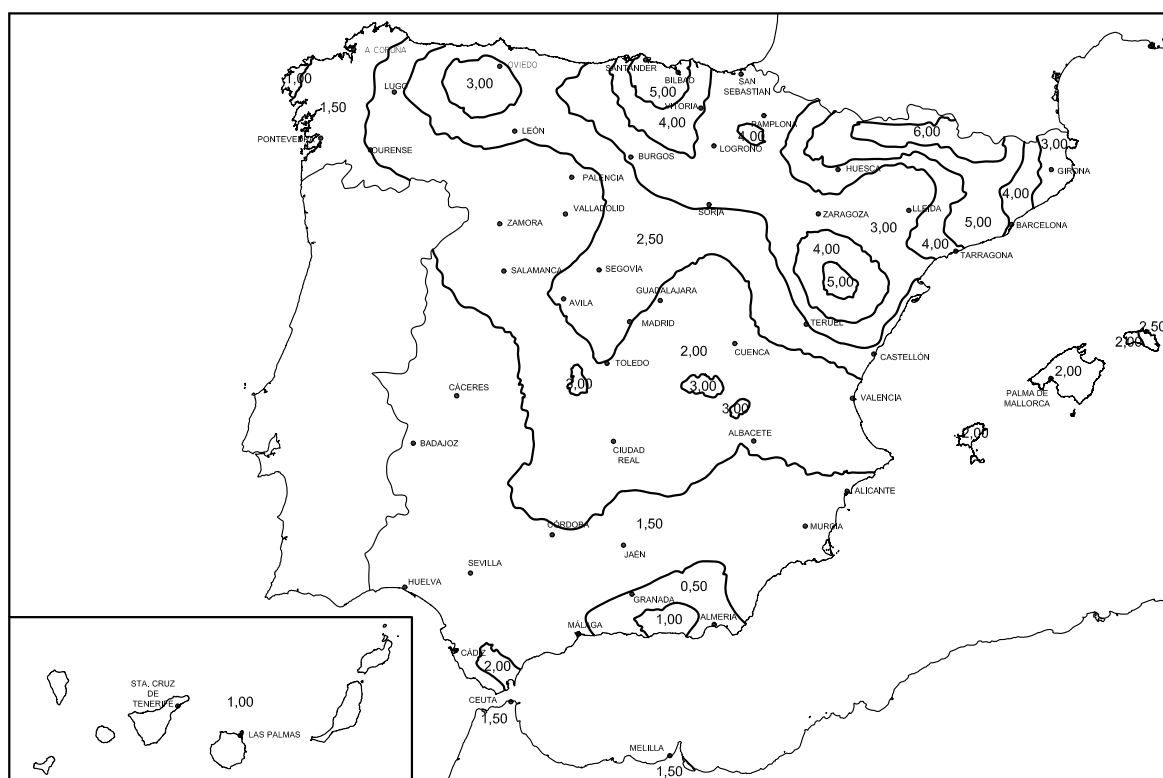 A CORUÑA
OVIEDO
SANTANDER
BILBAO
SAN
SEBASTIAN
1,00
LUGO
3,00
5,00
1,50
VITORIA
4,00
PAMPLONA
4,00
6,00
PONTEVEDRA
LEÓN
LOGROÑO
3,00
OURENSE
BURGOS
HUESCA
GIRONA
PALENCIA
4,00
ZAMORA
VALLADOLID
SORIA
ZARAGOZA
LLEIDA
5,00
BARCELONA
3,00
2,50
4,00
4,00
TARRAGONA
SALAMANCA
SEGOVÍA
5,00
AVILA
GUADALAJARA
MADRID
TERUEL
2,50
2,00
2,00
CUENCA
CASTELLÓN
TOLEDO
2,00
3,00
3,00
CÁCERES
PALMA DE
MALLORCA
VALENCIA
3,00
BADAJOZ
CIUDAD
REAL
ALBACETE
2,00
ALICANTE
CÓRDOBA
1,50
MURGIA
JAÉN
SEVILLA
HUELVA
0,50
GRANADA
1,00
ALMERIA
MÁLAGA
CÁDIZ
2,00
CEUTA
1,50
MELILLA
1,50
STA. CRUZ
DE
TENERIFE
1,00
LAS PALMAS